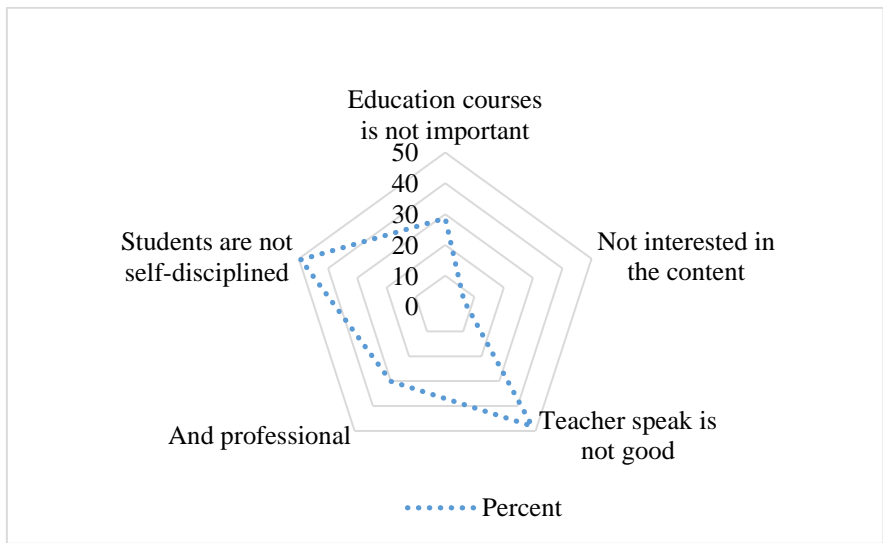 Education courses
is not important
50
40
30
20
10
0
Not interested in
the content
Teacher speak is
not good
And professional
Students are not
self-disciplined
Percent